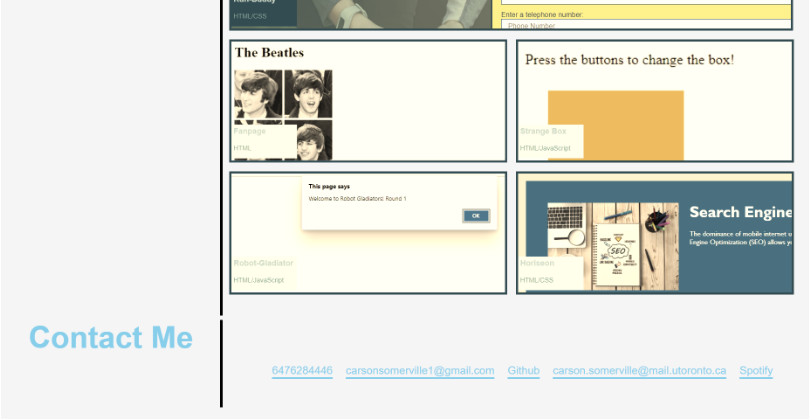 HTML/CSS
Enter a telephone number:
Phone Number
The Beatles
Fanpage
HTML
Press the buttons to change the box!
Strange Box
HTML/JavaScript
This page says
Welcome to Robot Gladiators: Round 1
OK
Robot-Gladiator
HTML/JavaScript
Search Engine
The dominance of mobile internet u
Engine Optimization (SEO) allows yo
SEO
Horiseon
HTML/CSS
Contact Me
6476284446 carsonsomerville1@gmail.com Github carson.somerville@mail.utoronto.ca Spotify